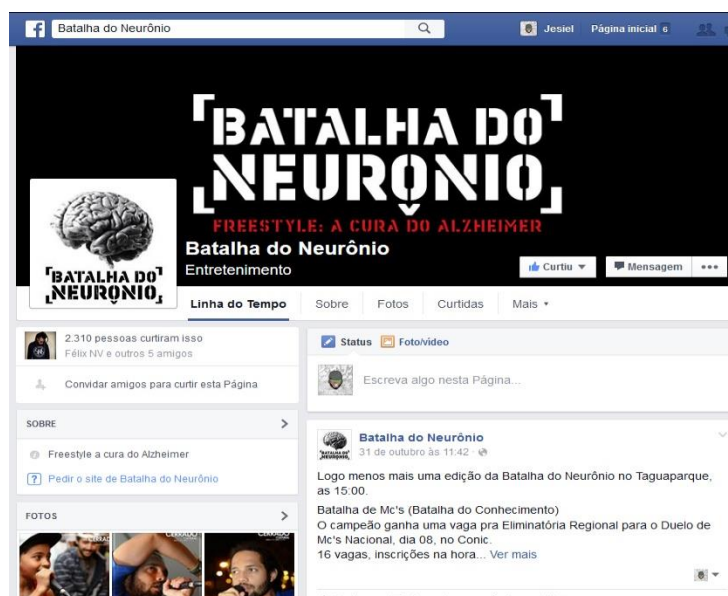 Batalha do Neurônio
Jesiel
Página inicial 6
BATALHA DO
NEURÔNIO
FREESTYLE: A CURA DO ALZHEIMER
BATALHA DO
NEURÔNIO
Batalha do Neurônio
Entretenimento
Curtiu
Mensagem
Linha do Tempo
Sobre
Fotos
Curtidas
Mais
2.310 pessoas curtiram isso
Félix NV e outros 5 amigos
Convidar amigos para curtir esta Página
SOBRE
Freestyle a cura do Alzheimer
? Pedir o site de Batalha do Neurônio
FOTOS
CERRADO
CERRADO
Status
Foto/vídeo
Escreva algo nesta Página...
Batalha do Neurônio
31 de outubro às 11:42
Logo menos mais uma edição da Batalha do Neurônio no Taguaparque,
as 15:00.
Batalha de Mc's (Batalha do Conhecimento)
O campeão ganha uma vaga pra Eliminatória Regional para o Duelo de
Mc's Nacional, dia 08, no Conic.
16 vagas, inscrições na hora... Ver mais